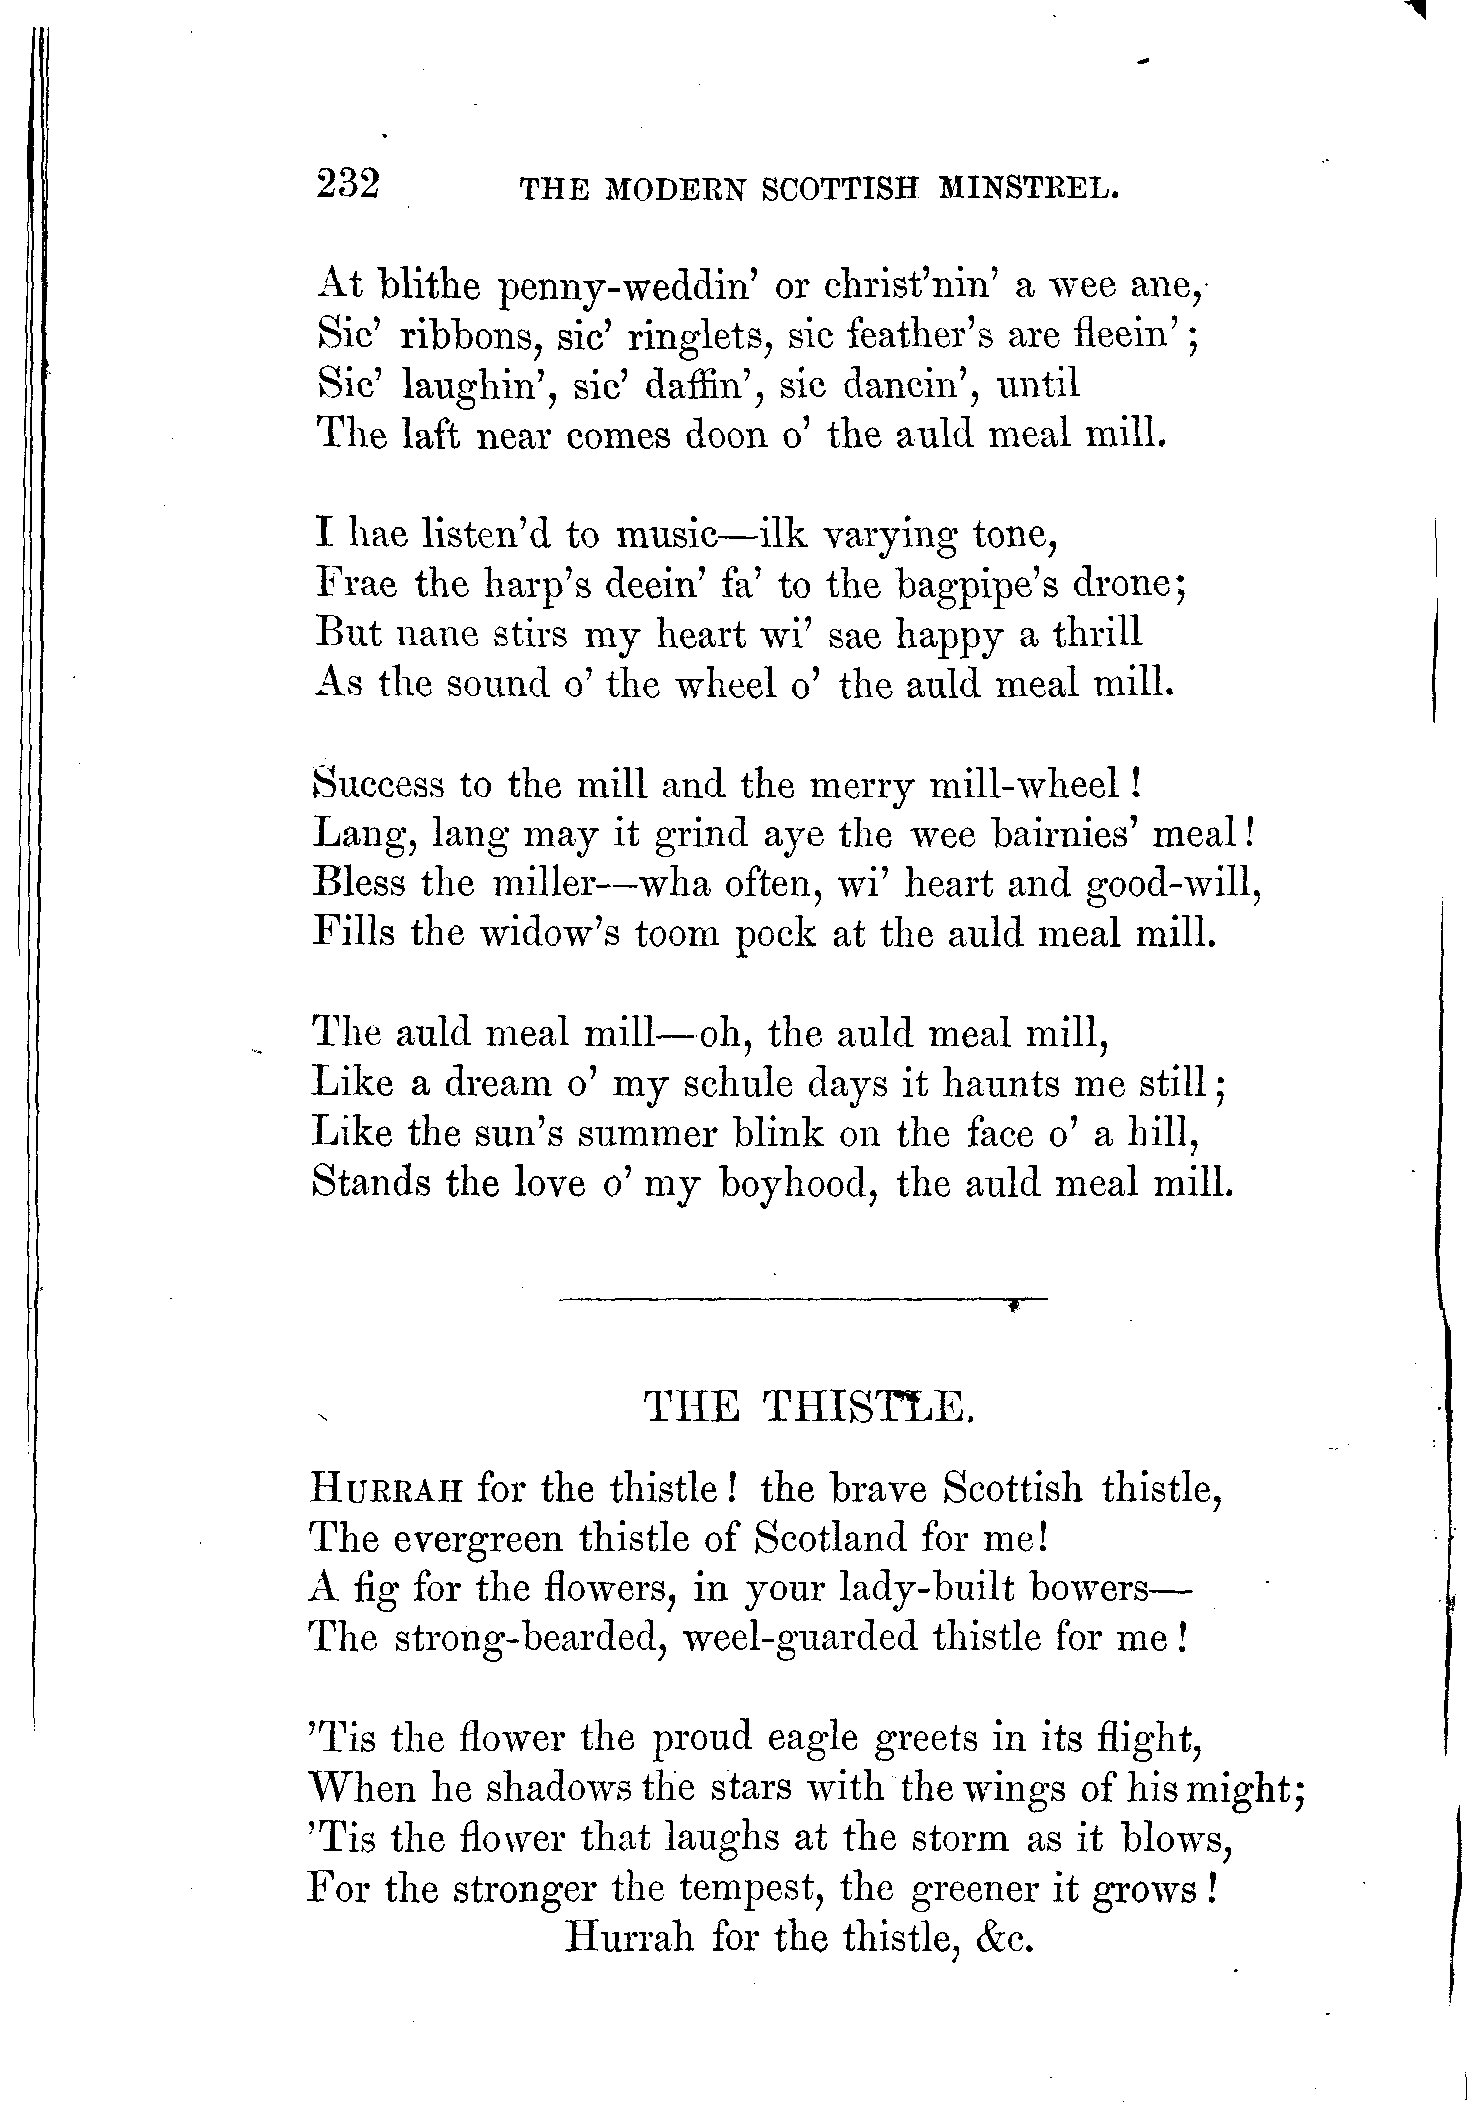 232 THE MODERN SCOTTISH MINSTREL.
At blithe penny-weddin' or christ'nin' a wee ane,
Sic' ribbons, sic' ringlets, sic feather's are fleein' ;
Sic' laughin', sic' daffin', sic dancin', until
The laft near comes doon o' the auld meal mill.
I hae listen'd to music—ilk varying tone,
Frae the harp's deein' fa' to the bagpipe's drone;
But nane stirs my heart wi' sae happy a thrill
As the sound o' the wheel o' the auld meal mill.
Success to the mill and the merry mill-wheel !
Lang, lang may it grind aye the wee bairnies' meal!
Bless the miller—wha often, wi' heart and good-will,
Fills the widow's toom pock at the auld meal mill.
The auld meal mill—oh, the auld meal mill,
Like a dream o' my schule days it haunts me still ;
Like the sun's summer blink on the face o' a hill,
Stands the love o' my boyhood, the auld meal mill.
THE THISTLE.
HURRAH for the thistle ! the brave Scottish thistle,
The evergreen thistle of Scotland for me!
A fig for the flowers, in your lady-built bowers—
The strong-bearded, weel-guarded thistle for me !
'Tis the flower the proud eagle greets in its flight,
When he shadows the stars with the wings of his might;
'Tis the flower that laughs at the storm as it blows,
For the stronger the tempest, the greener it grows !
Hurrah for the thistle, &c.